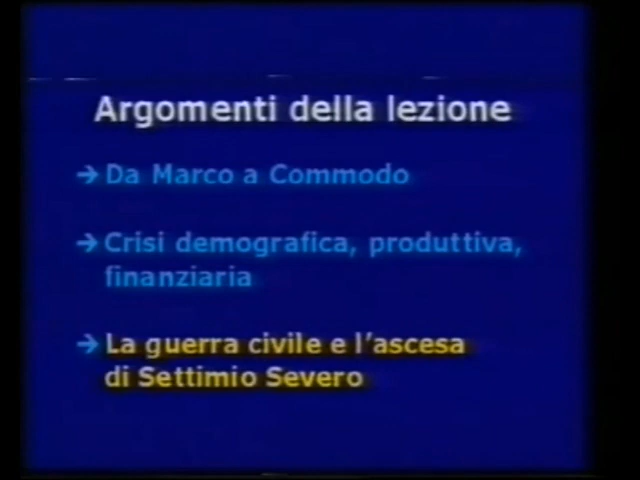 Argomenti della lezione
→ Da Marco a Commodo
→ Crisi demografica, produttiva,
finanziaria
→ La guerra civile e l'ascesa
di Settimio Severo